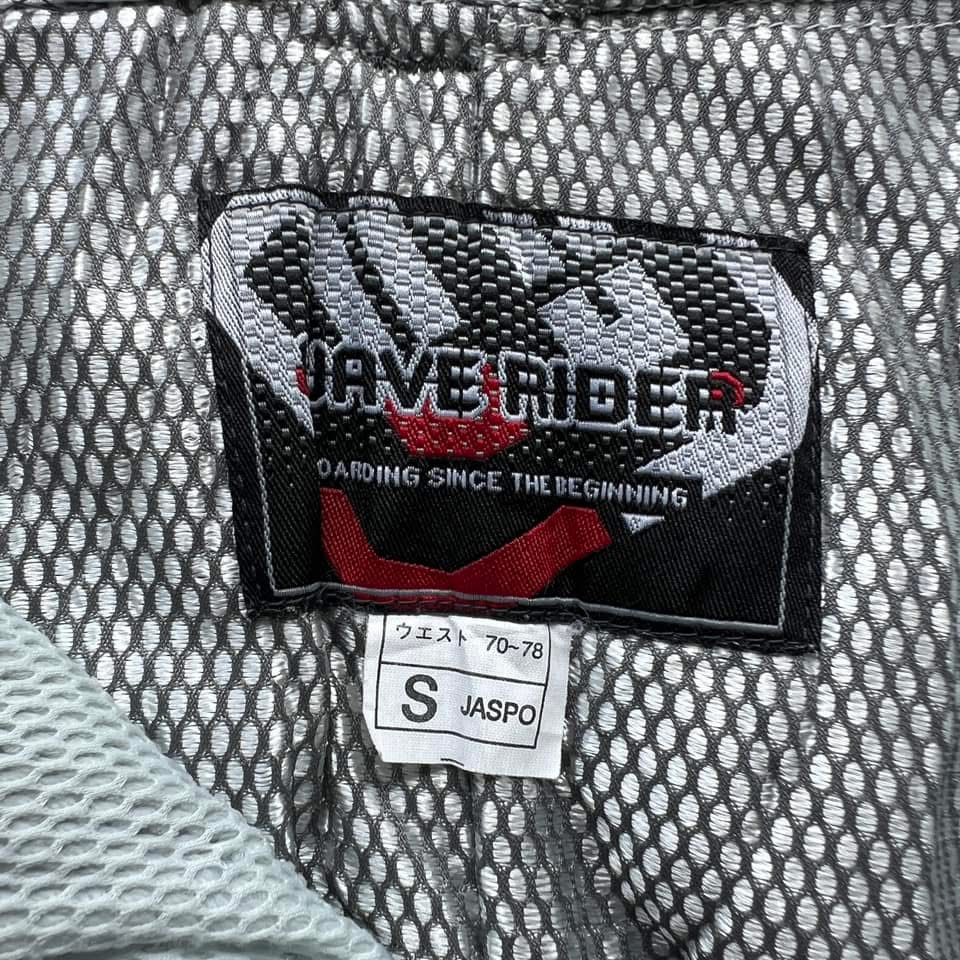 WAVE RIDER
BOARDING SINCE THE BEGINNING
ウエスト 70~78
S JASPO